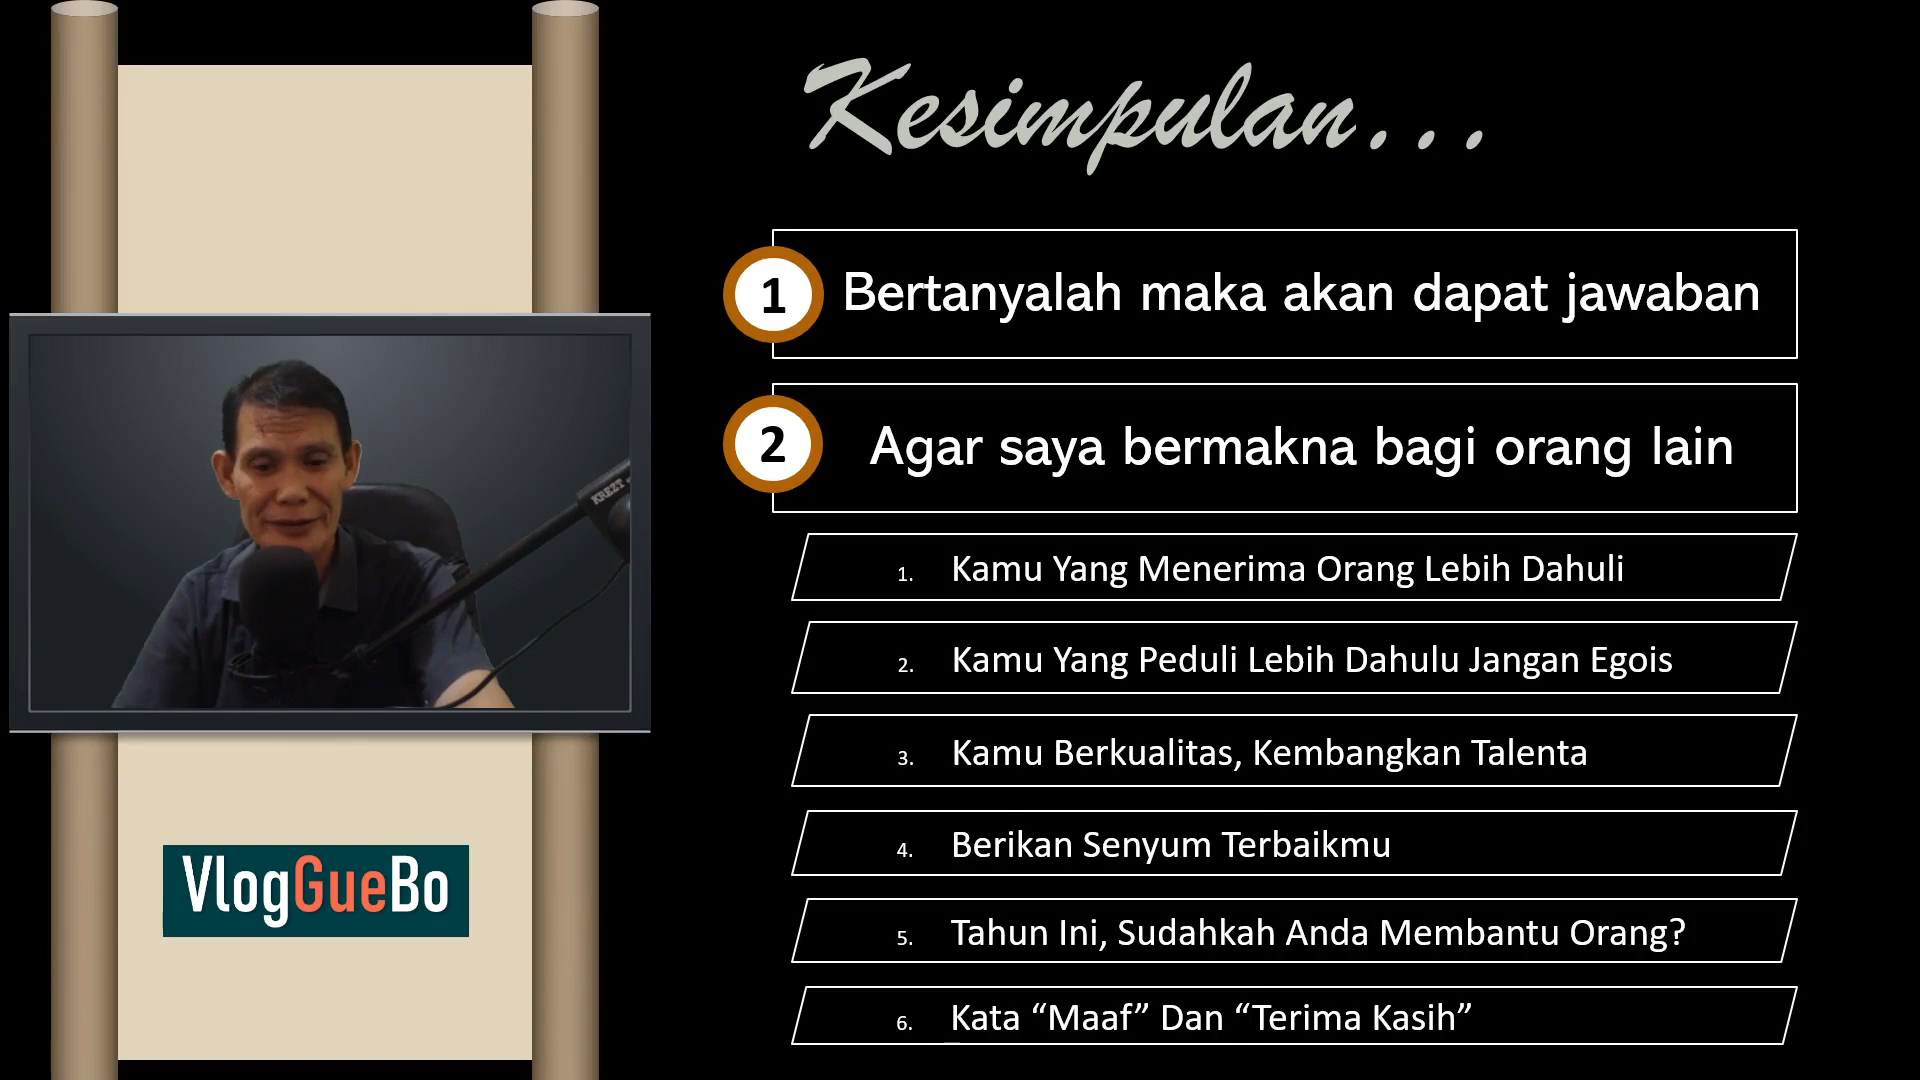 Kesimpulan...
1 Bertanyalah maka akan dapat jawaban
2 Agar saya bermakna bagi orang lain
1. Kamu Yang Menerima Orang Lebih Dahuli
2. Kamu Yang Peduli Lebih Dahulu Jangan Egois
3. Kamu Berkualitas, Kembangkan Talenta
4. Berikan Senyum Terbaikmu
5. Tahun Ini, Sudahkah Anda Membantu Orang?
6. Kata “Maaf” Dan “Terima Kasih”
KREZT
VlogGueBo